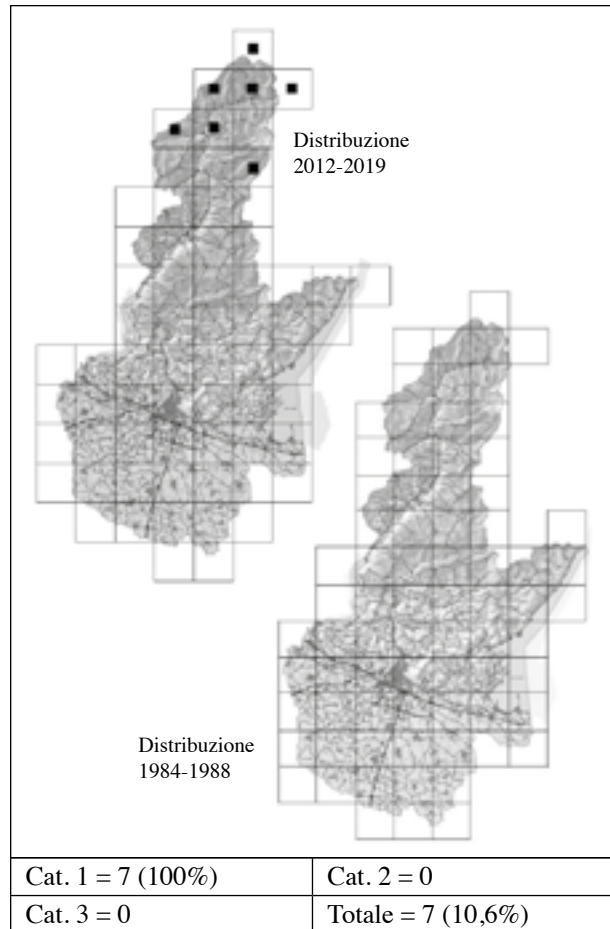 Distribuzione
2012-2019
Distribuzione
1984-1988
Cat. 1 = 7 (100%)
Cat. 2 = 0
Cat. 3 = 0
Totale = 7 (10,6%)